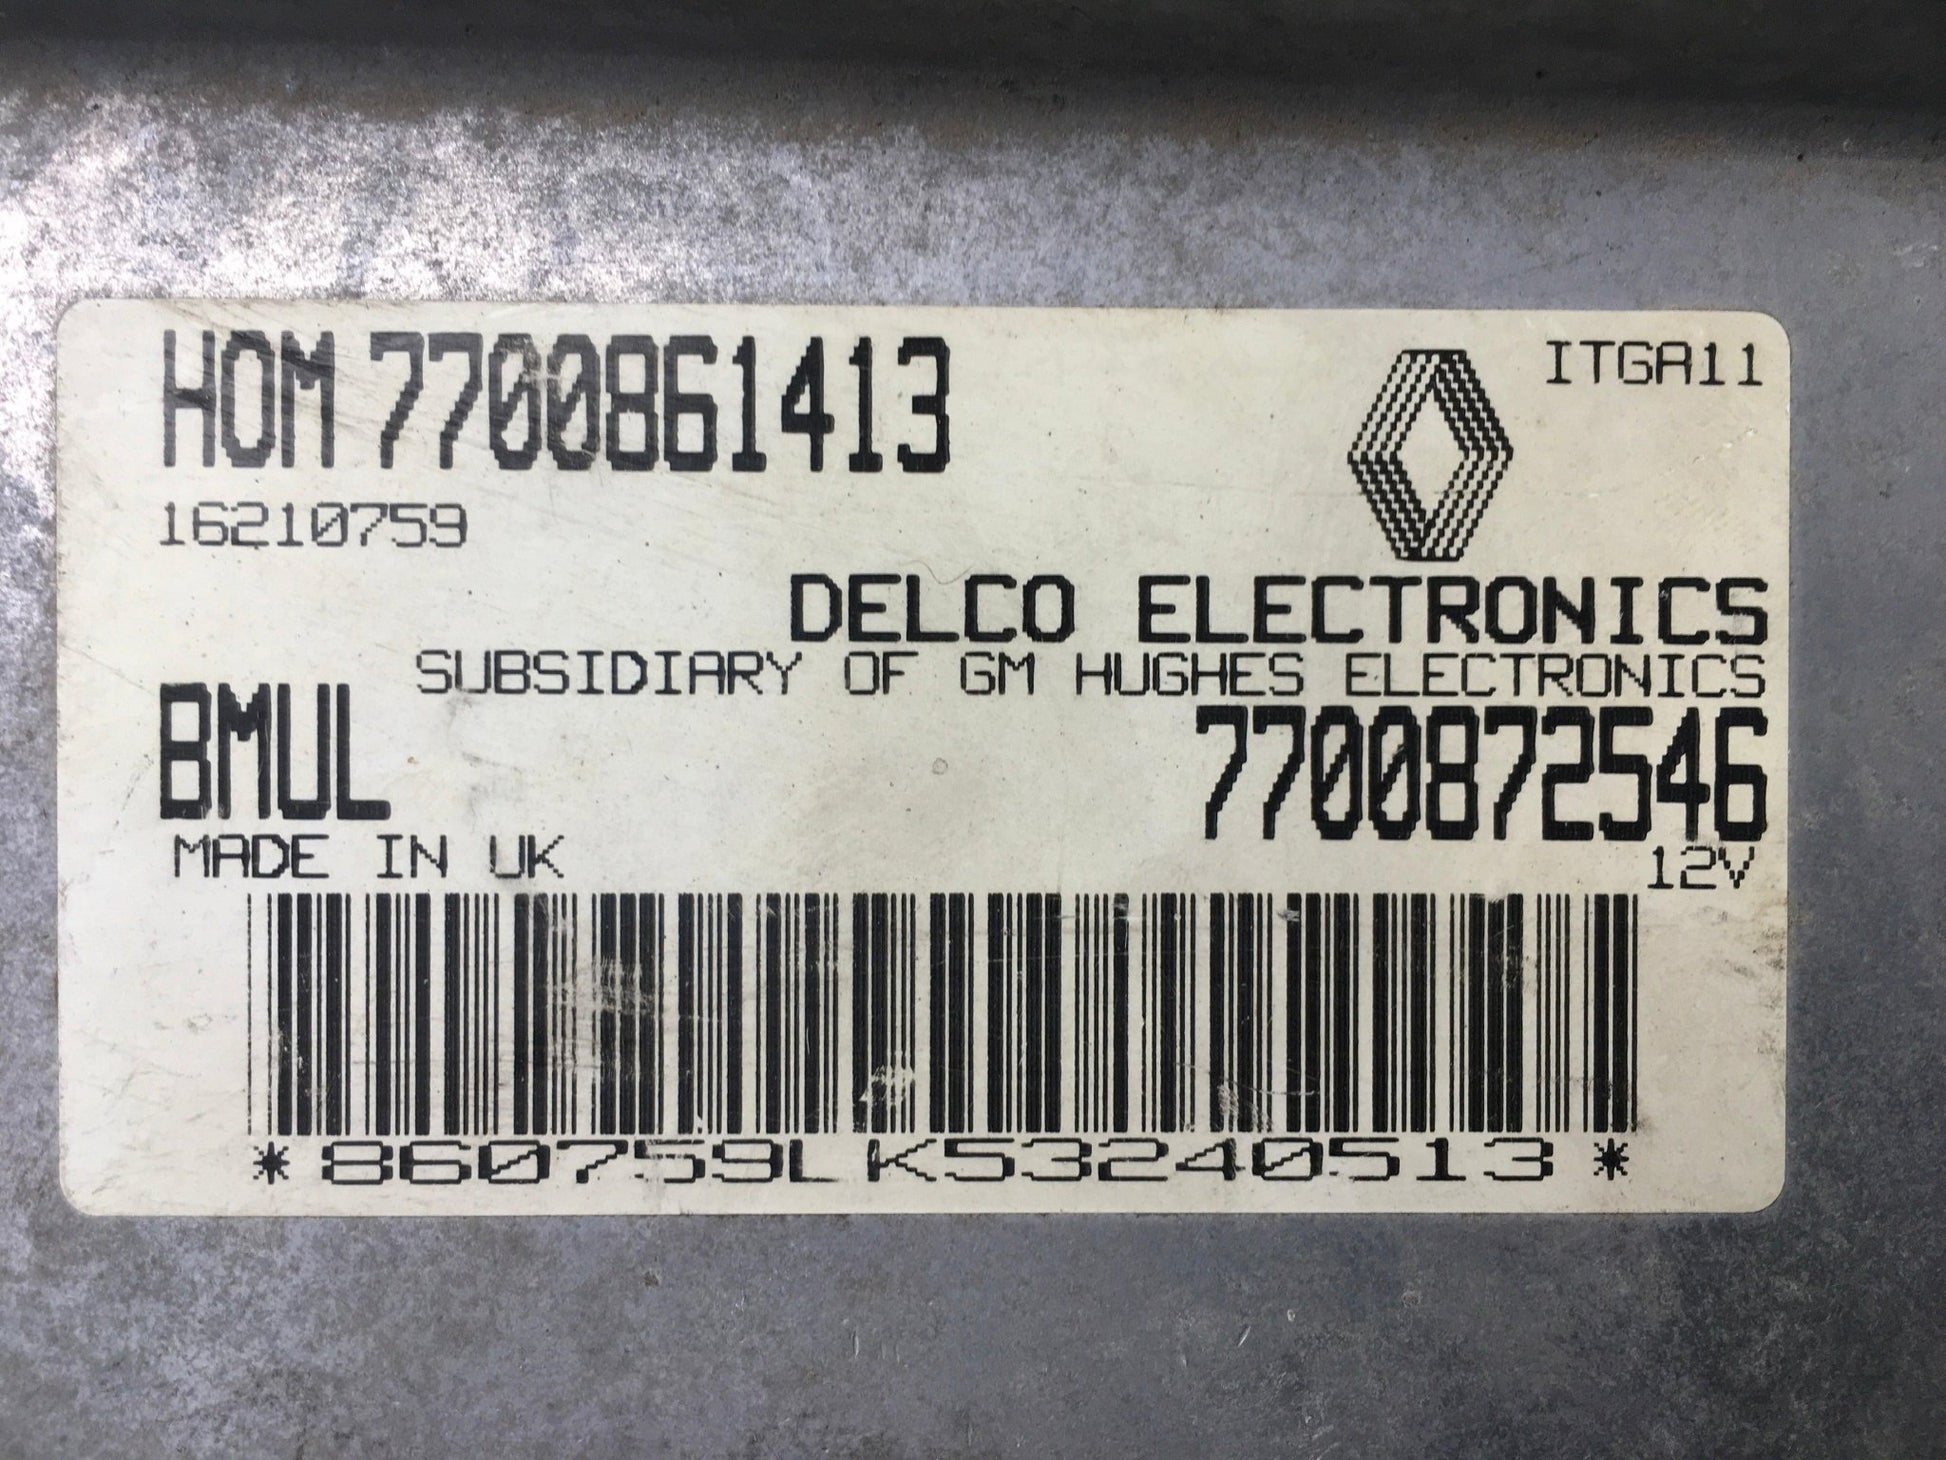 HOM 7700861413
ITGA11
16210759
DELCO ELECTRONICS
SUBSIDIARY OF GM HUGHES ELECTRONICS
BMUL
7700872546
MADE IN UK
12V
*860759LK53240513*